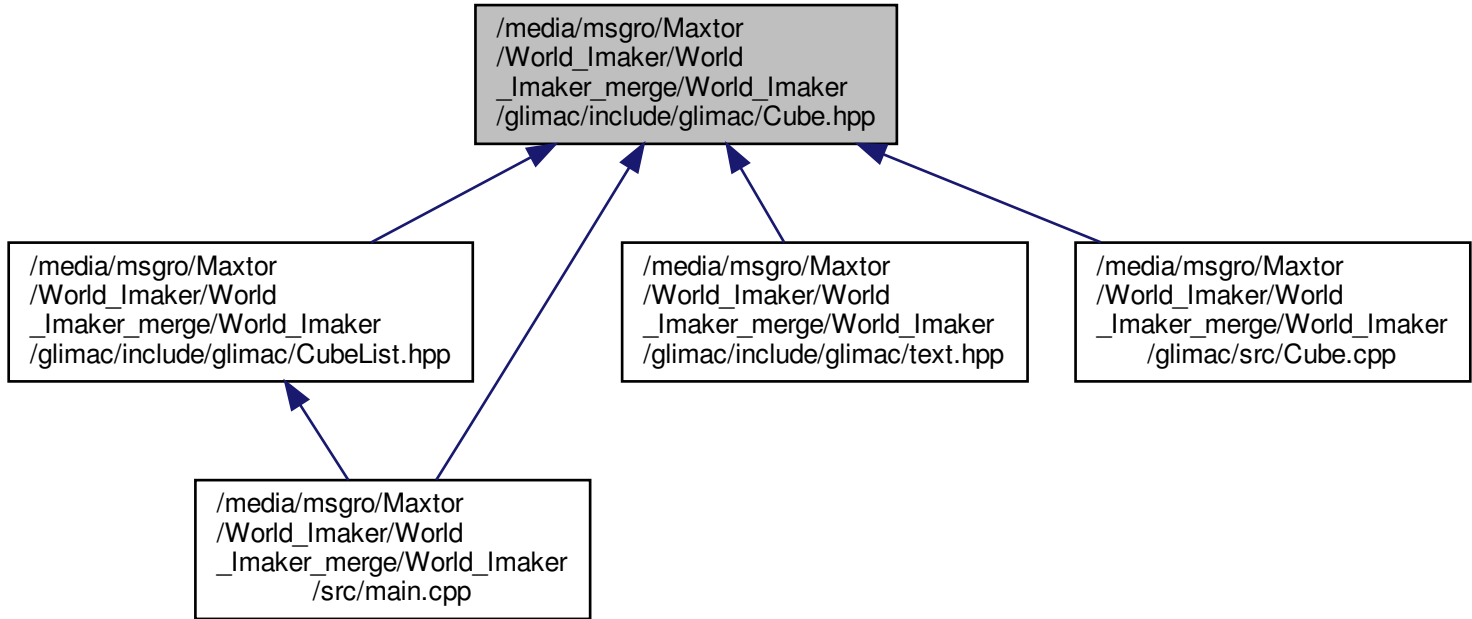 /media/msgro/Maxtor
/World_Imaker/World
_Imaker_merge/World_Imaker
/glimac/include/glimac/Cube.hpp
/media/msgro/Maxtor
/World_Imaker/World
_Imaker_merge/World_Imaker
/glimac/include/glimac/CubeList.hpp
/media/msgro/Maxtor
/World_Imaker/World
_Imaker_merge/World_Imaker
/glimac/include/glimac/text.hpp
/media/msgro/Maxtor
/World_Imaker/World
_Imaker_merge/World_Imaker
/glimac/src/Cube.cpp
/media/msgro/Maxtor
/World_Imaker/World
_Imaker_merge/World_Imaker
/src/main.cpp